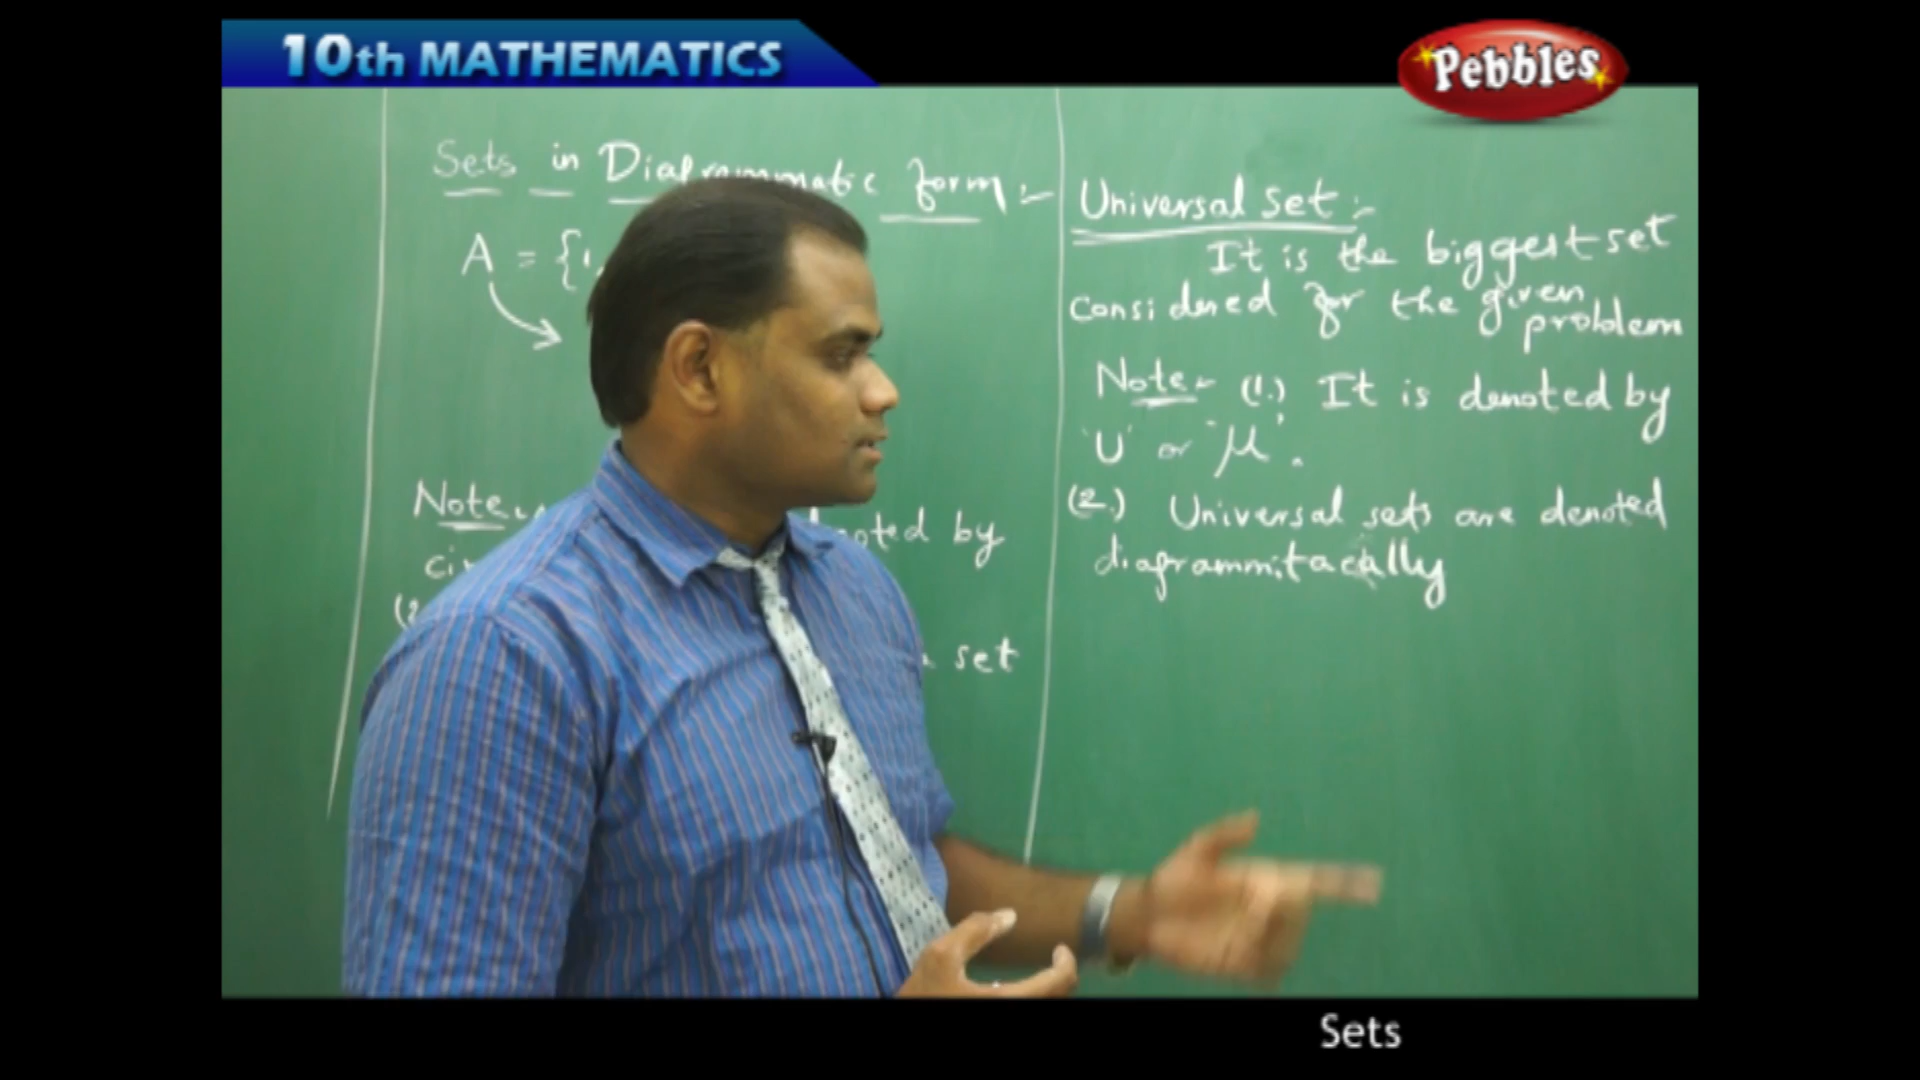 10th MATHEMATICS
Pebbles
Sets in Diagrammatic form :-
A = {1,
Note
noted by
set
Universal set :-
It is the biggest set
considered for the given
problem
Note:- (1.) It is denoted by
'U' or 'μ'.
(2.) Universal sets are denoted
diagrammitacally
Sets